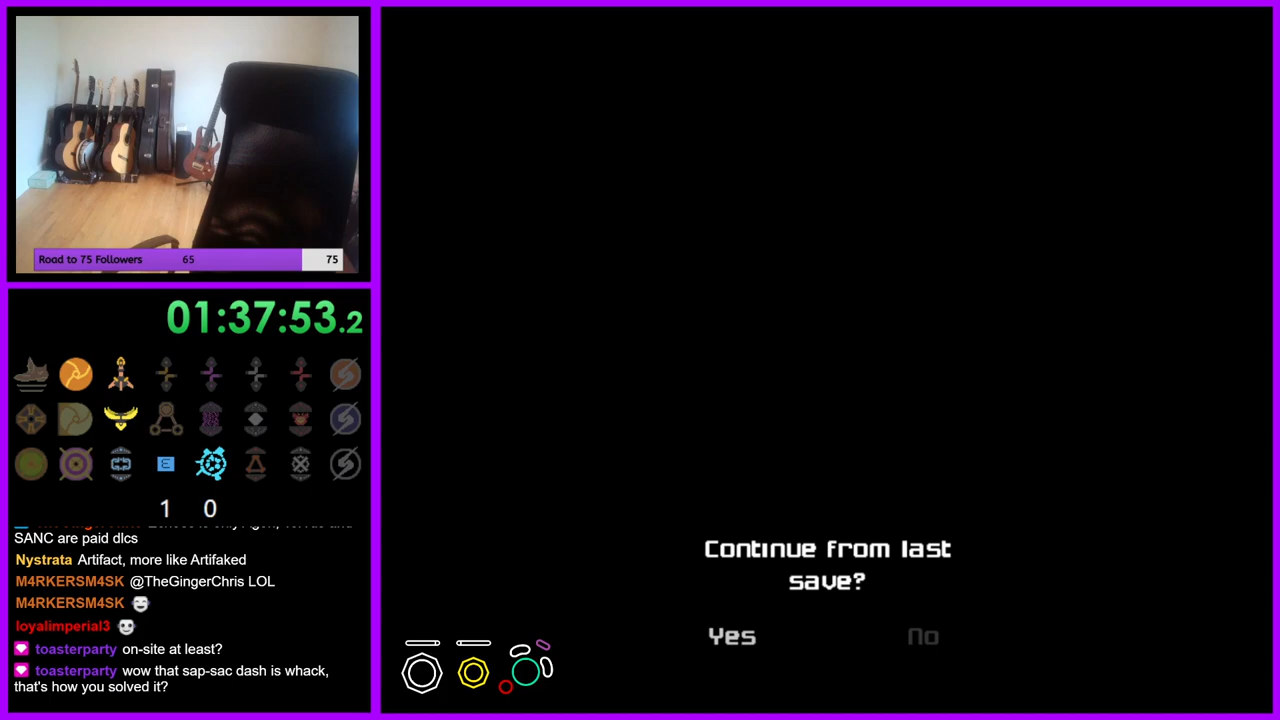 Road to 75 Followers 65 75
01:37:53.2
1 0
SANC are paid dlcs
Nystrata Artifact, more like Artifaked
M4RKERSM4SK @TheGingerChris LOL
M4RKERSM4SK
loyalimperial3
toasterparty on-site at least?
toasterparty wow that sap-sac dash is whack,
that's how you solved it?
Continue from last
save?
Yes No